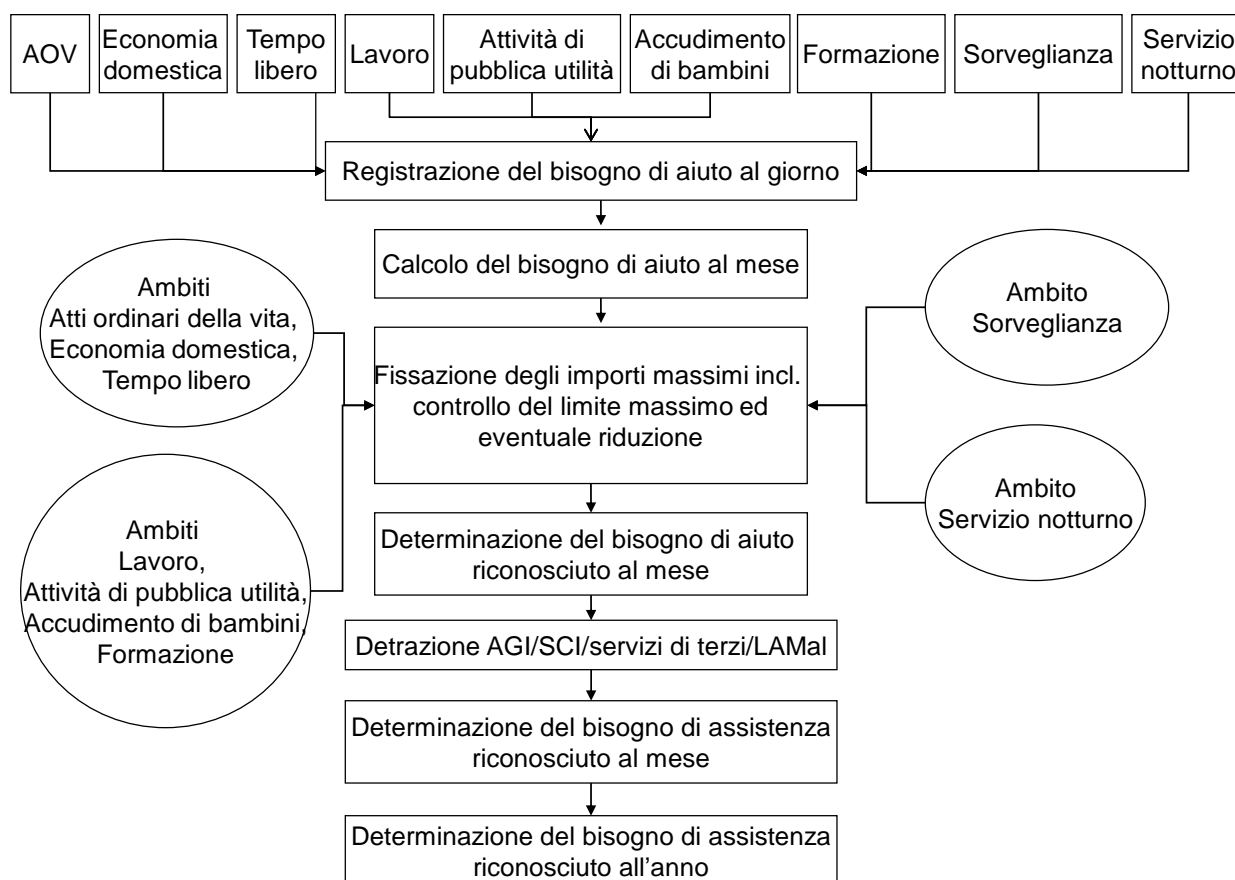 AOV
Economia
domestica
Tempo
libero
Lavoro
Attività di
pubblica utilità
Accudimento
di bambini
Formazione
Sorveglianza
Servizio
notturno
Registrazione del bisogno di aiuto al giorno
Calcolo del bisogno di aiuto al mese
Ambiti
Atti ordinari della vita,
Economia domestica,
Tempo libero
Ambito
Sorveglianza
Fissazione degli importi massimi incl.
controllo del limite massimo ed
eventuale riduzione
Ambiti
Lavoro,
Attività di pubblica utilità,
Accudimento di bambini,
Formazione
Ambito
Servizio notturno
Determinazione del bisogno di aiuto
riconosciuto al mese
Detrazione AGI/SCI/servizi di terzi/LAMal
Determinazione del bisogno di assistenza
riconosciuto al mese
Determinazione del bisogno di assistenza
riconosciuto all'anno